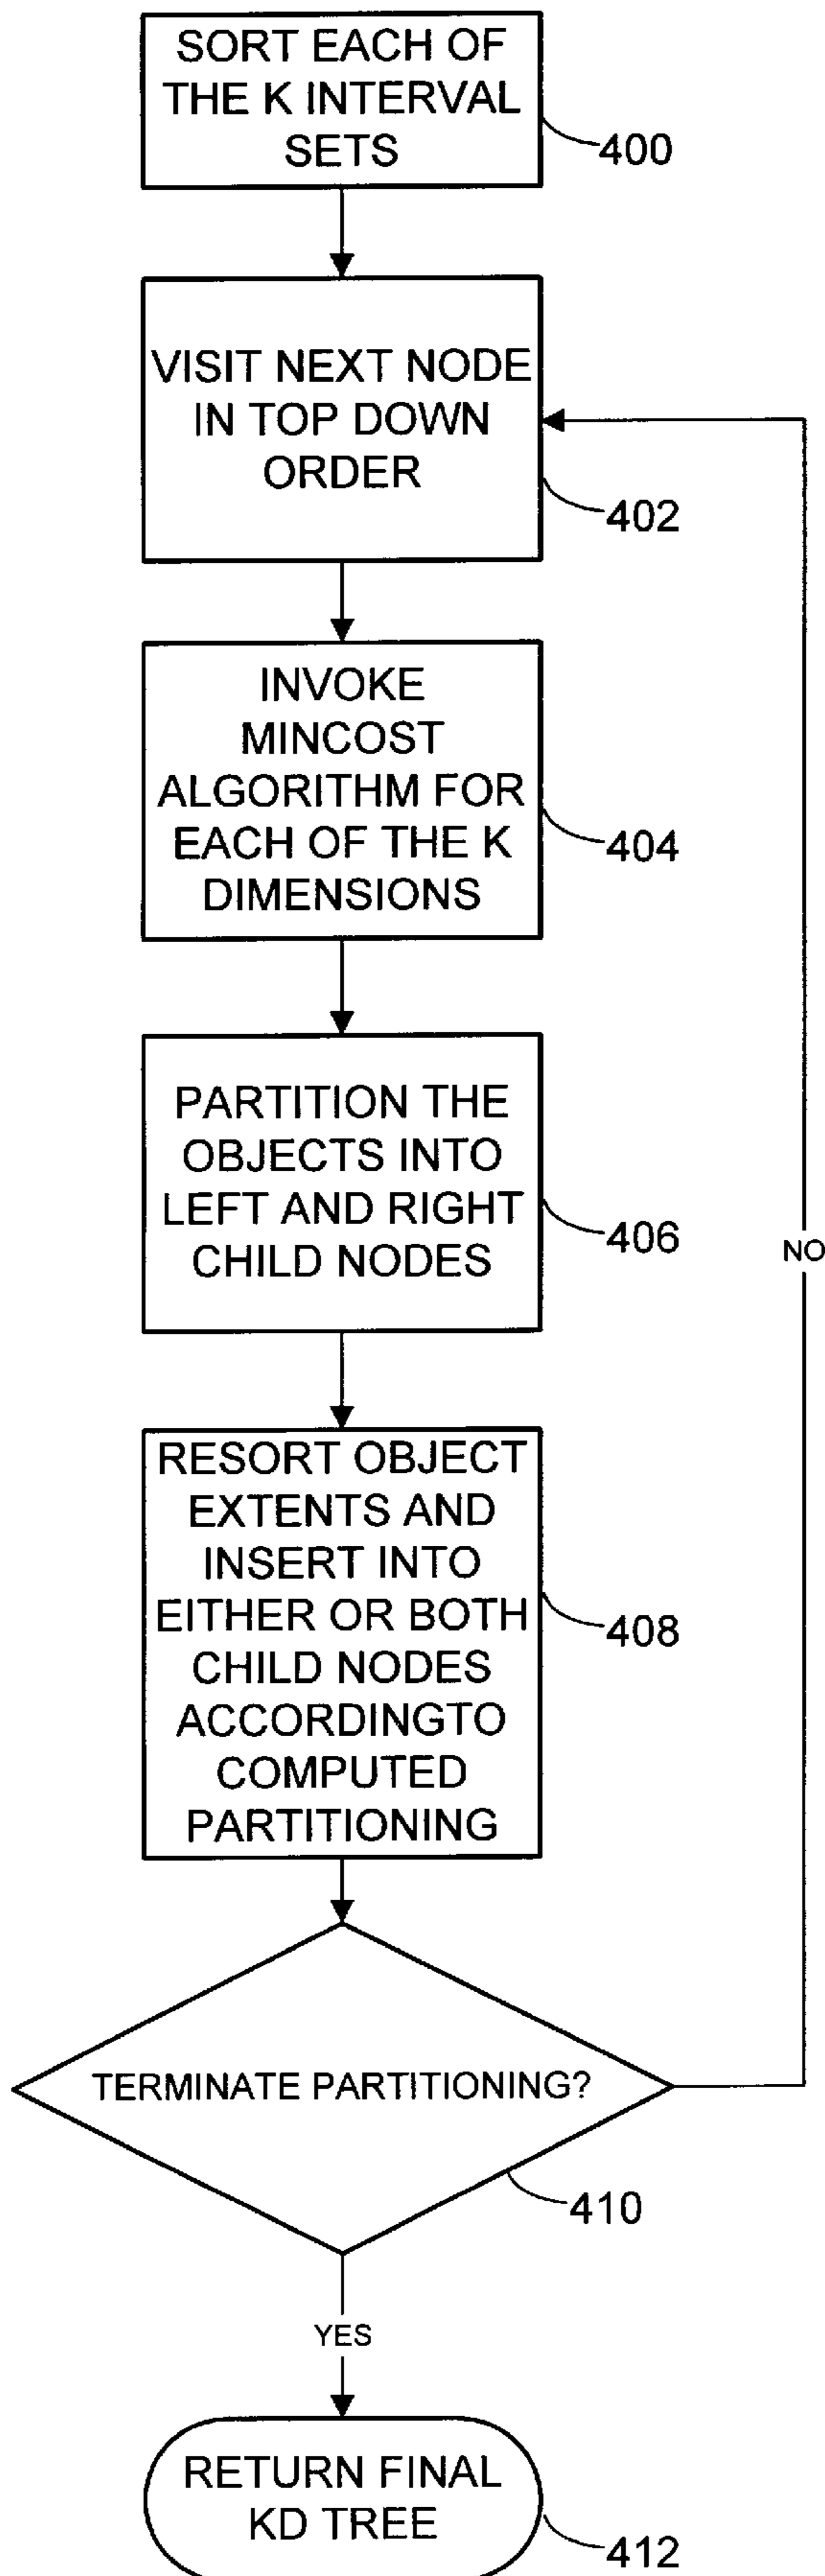 SORT EACH OF
THE K INTERVAL
SETS
400
VISIT NEXT NODE
IN TOP DOWN
ORDER
402
INVOKE
MINCOST
ALGORITHM FOR
EACH OF THE K
DIMENSIONS
404
PARTITION THE
OBJECTS INTO
LEFT AND RIGHT
CHILD NODES
406
NO
RESORT OBJECT
EXTENTS AND
INSERT INTO
EITHER OR BOTH
CHILD NODES
ACCORDINGTO
COMPUTED
PARTITIONING
408
TERMINATE PARTITIONING?
410
YES
RETURN FINAL
KD TREE
412